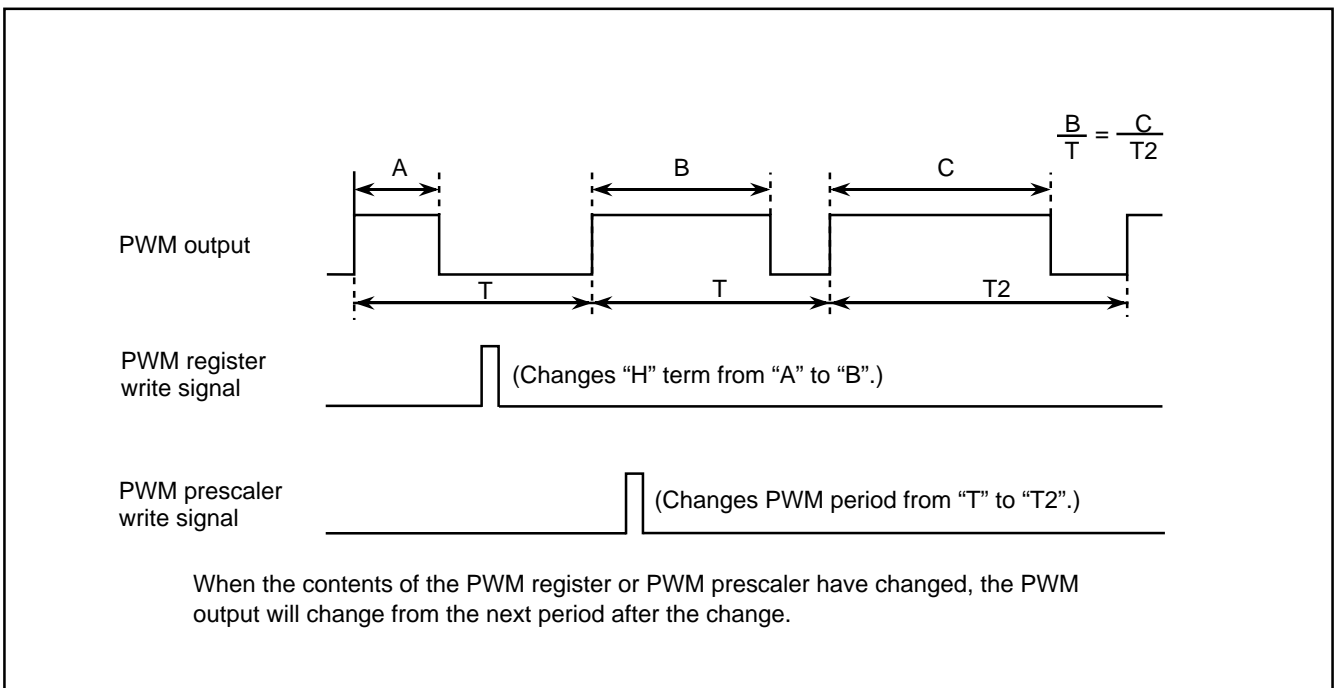 B = C
T T2
A B C
PWM output
T T T2
PWM register
write signal
(Changes “H” term from “A” to “B”.)
PWM prescaler
write signal
(Changes PWM period from “T” to “T2”.)
When the contents of the PWM register or PWM prescaler have changed, the PWM
output will change from the next period after the change.